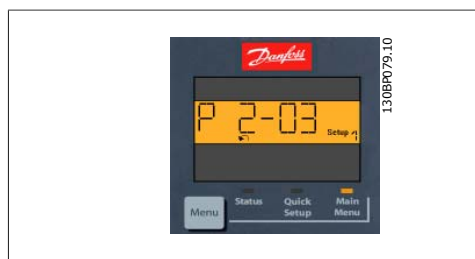 Danfoss
P 2-03
Setup 1
Status Quick Setup Main Menu
Menu
130BP079.10